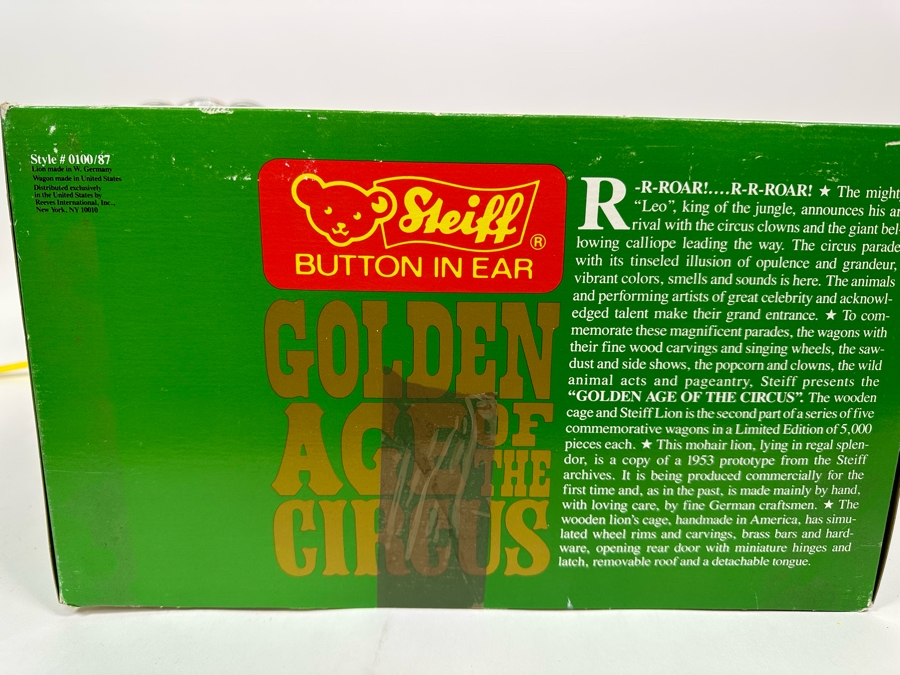 Style # 0100/87
Lion made in W. Germany
Wagon made in United States
Distributed exclusively
in the United States by
Reeves International, Inc.,
New York, NY 10010
Steiff ®
BUTTON IN EAR
GOLDEN
AGE OF
THE
CIRCUS
R-R-ROAR!....R-R-ROAR! ★ The might
“Leo”, king of the jungle, announces his ar
rival with the circus clowns and the giant bel-
lowing calliope leading the way. The circus parade
with its tinseled illusion of opulence and grandeur,
vibrant colors, smells and sounds is here. The animals
and performing artists of great celebrity and acknowl-
edged talent make their grand entrance. ★ To com-
memorate these magnificent parades, the wagons with
their fine wood carvings and singing wheels, the saw-
dust and side shows, the popcorn and clowns, the wild
animal acts and pageantry, Steiff presents the
“GOLDEN AGE OF THE CIRCUS”. The wooden
cage and Steiff Lion is the second part of a series of five
commemorative wagons in a Limited Edition of 5,000
pieces each. ★ This mohair lion, lying in regal splen-
dor, is a copy of a 1953 prototype from the Steiff
archives. It is being produced commercially for the
first time and, as in the past, is made mainly by hand,
with loving care, by fine German craftsmen. ★ The
wooden lion's cage, handmade in America, has simu-
lated wheel rims and carvings, brass bars and hard-
ware, opening rear door with miniature hinges and
latch, removable roof and a detachable tongue.